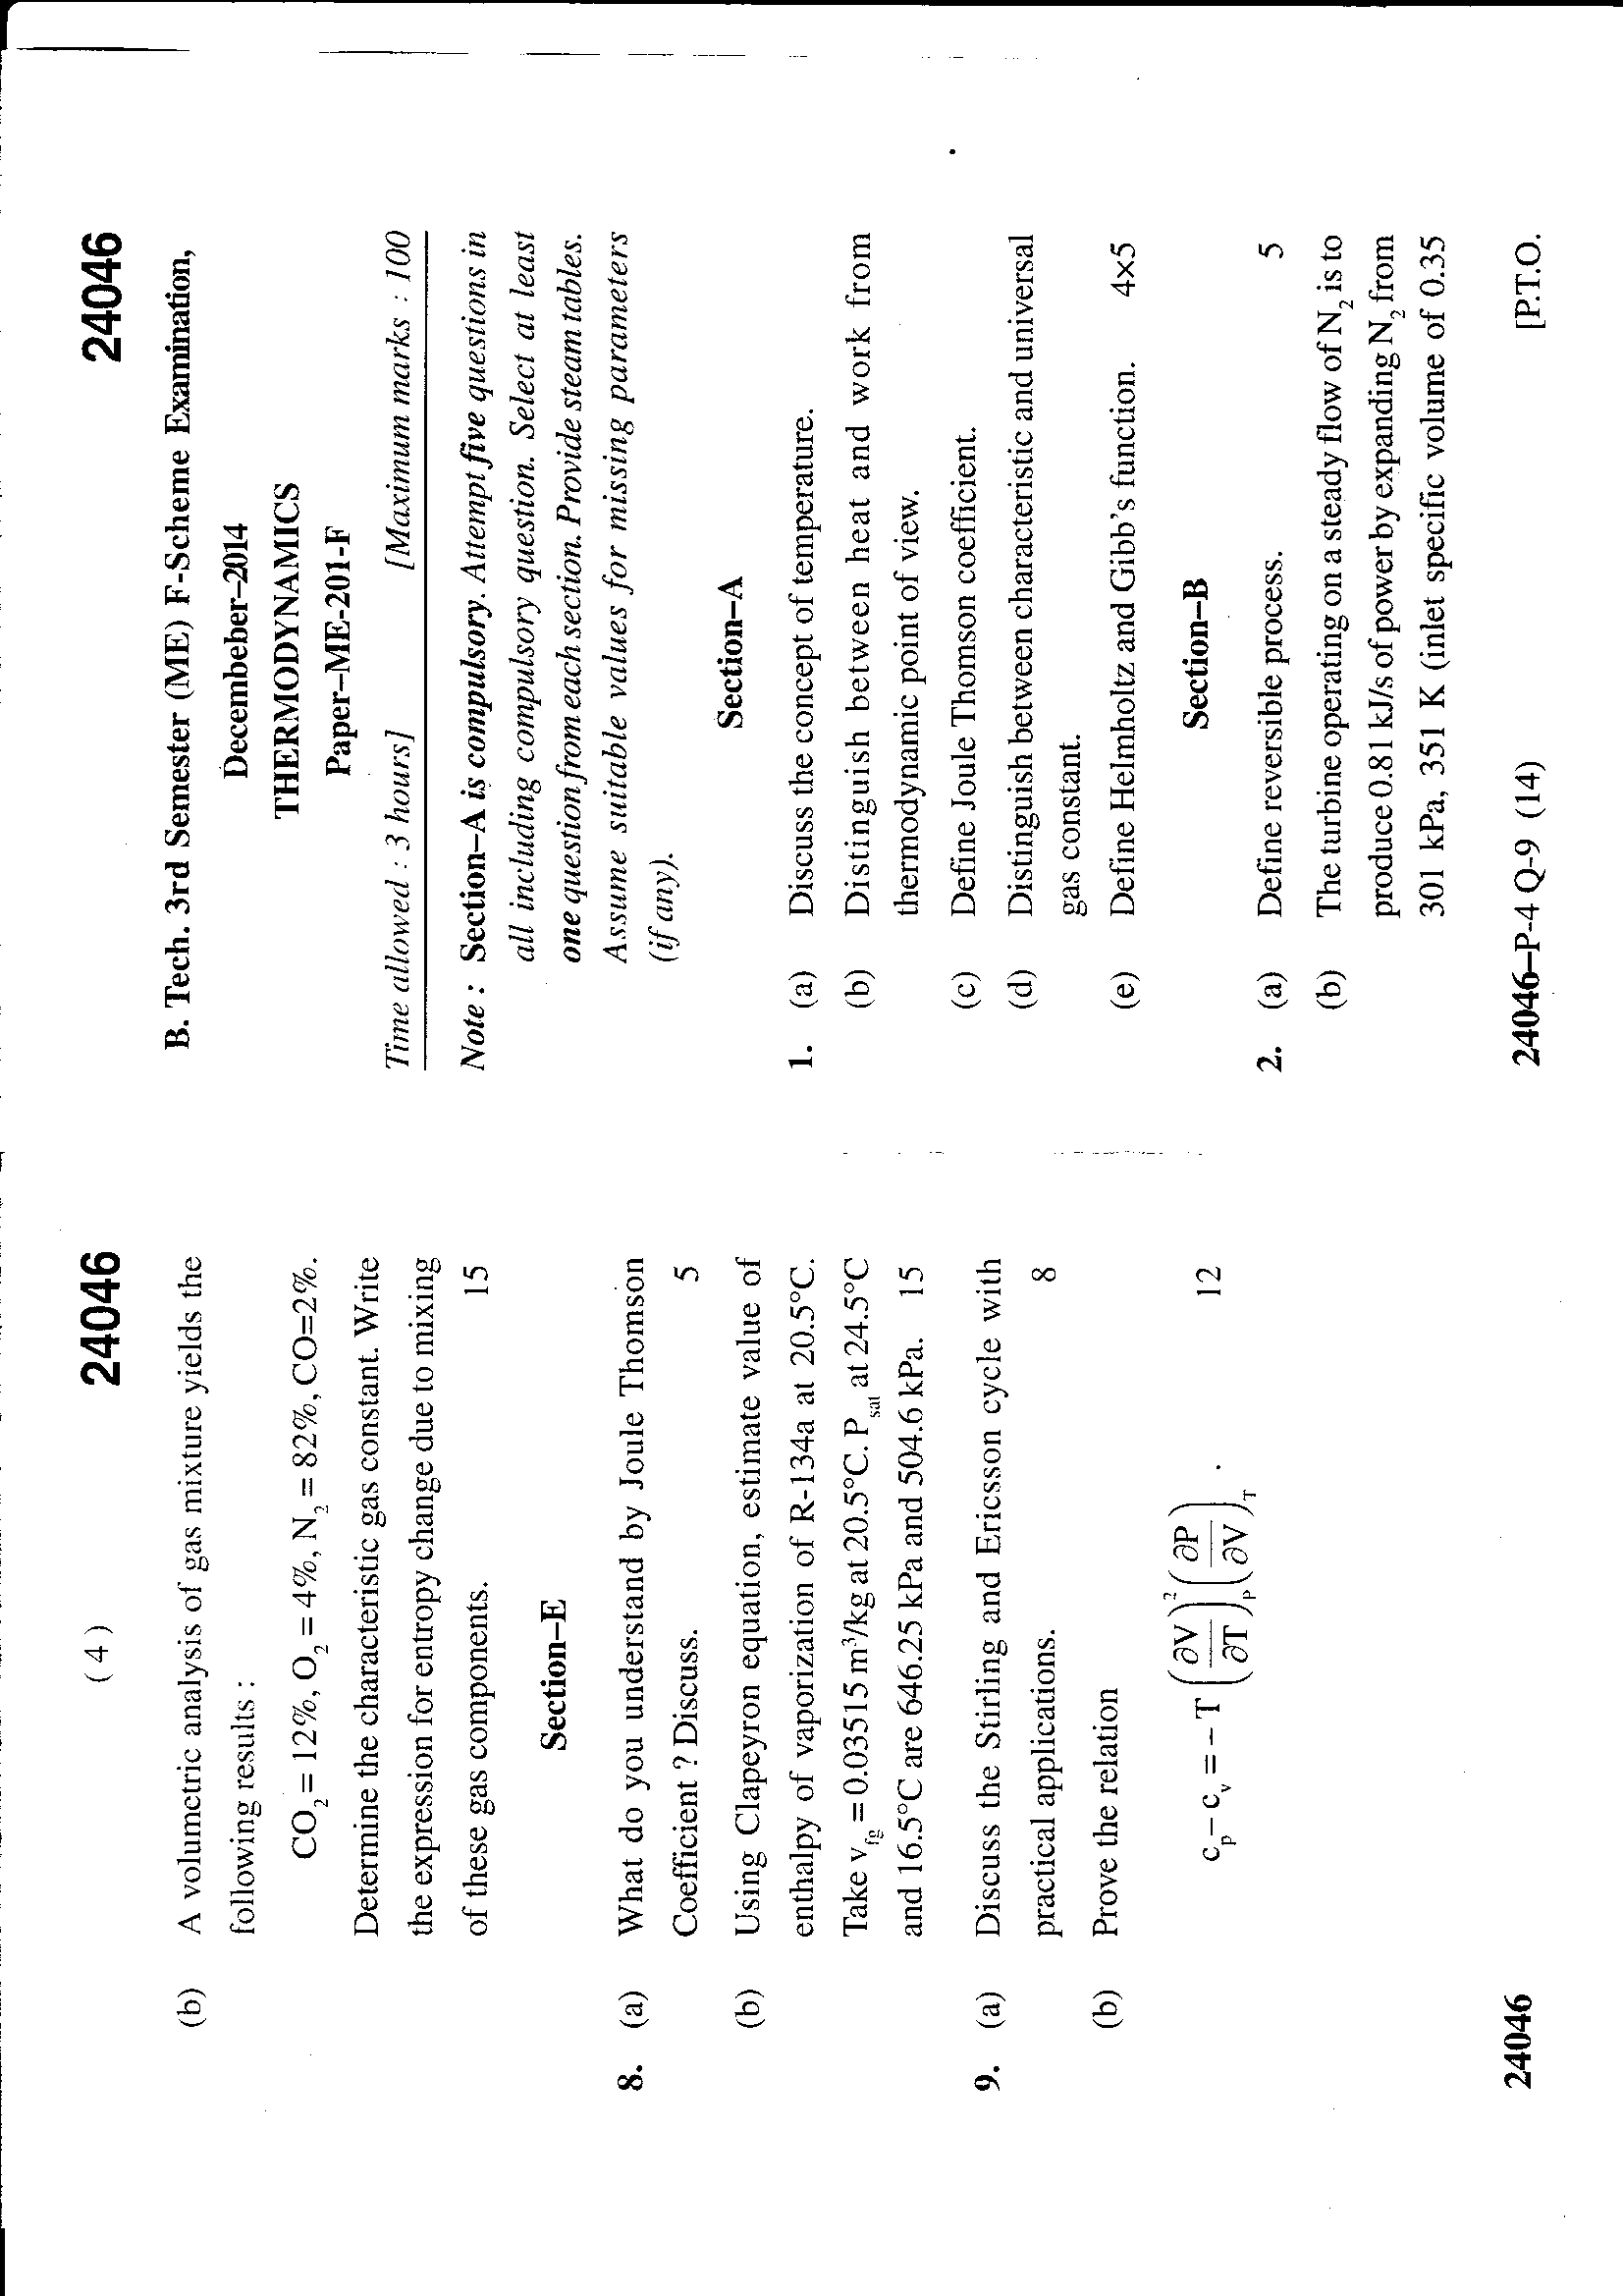 ( 4 ) 24046
(b) A volumctric analysis of gas mixture yields the
following results :
CO₂ = 12%, O₂ = 4%, N₂ = 82%, CO=2%.
Determine the characteristic gas constant. Write
the expression for entropy change due to mixing
of these gas components. 15
Section–E
8. (a) What do you understand by Joule Thomson
Coefficient ? Discuss. 5
(b) Using Clapeyron equation, estimate value of
enthalpy of vaporization of R-134a at 20.5°C.
Take v_fg = 0.03515 m³/kg at 20.5°C. P_sat at 24.5°C
and 16.5°C are 646.25 kPa and 504.6 kPa. 15
9. (a) Discuss the Stirling and Ericsson cycle with
practical applications. 8
(b) Prove the relation
c_p – c_v = – T (∂V/∂T)²_P (∂P/∂V)_T . 12
24046
24046
B. Tech. 3rd Semester (ME) F-Scheme Examination,
Decembeber–2014
THERMODYNAMICS
Paper–ME-201-F
Time allowed : 3 hours] [Maximum marks : 100
Note : Section–A is compulsory. Attempt five questions in
all including compulsory question. Select at least
one question from each section. Provide steam tables.
Assume suitable values for missing parameters
(if any).
Section–A
1. (a) Discuss the concept of temperature.
(b) Distinguish between heat and work from
thermodynamic point of view.
(c) Define Joule Thomson coefficient.
(d) Distinguish between characteristic and universal
gas constant.
(e) Define Helmholtz and Gibb's function. 4×5
Section–B
2. (a) Define reversible process. 5
(b) The turbine operating on a steady flow of N₂ is to
produce 0.81 kJ/s of power by expanding N₂ from
301 kPa, 351 K (inlet specific volume of 0.35
24046–P-4 Q-9 (14) [P.T.O.